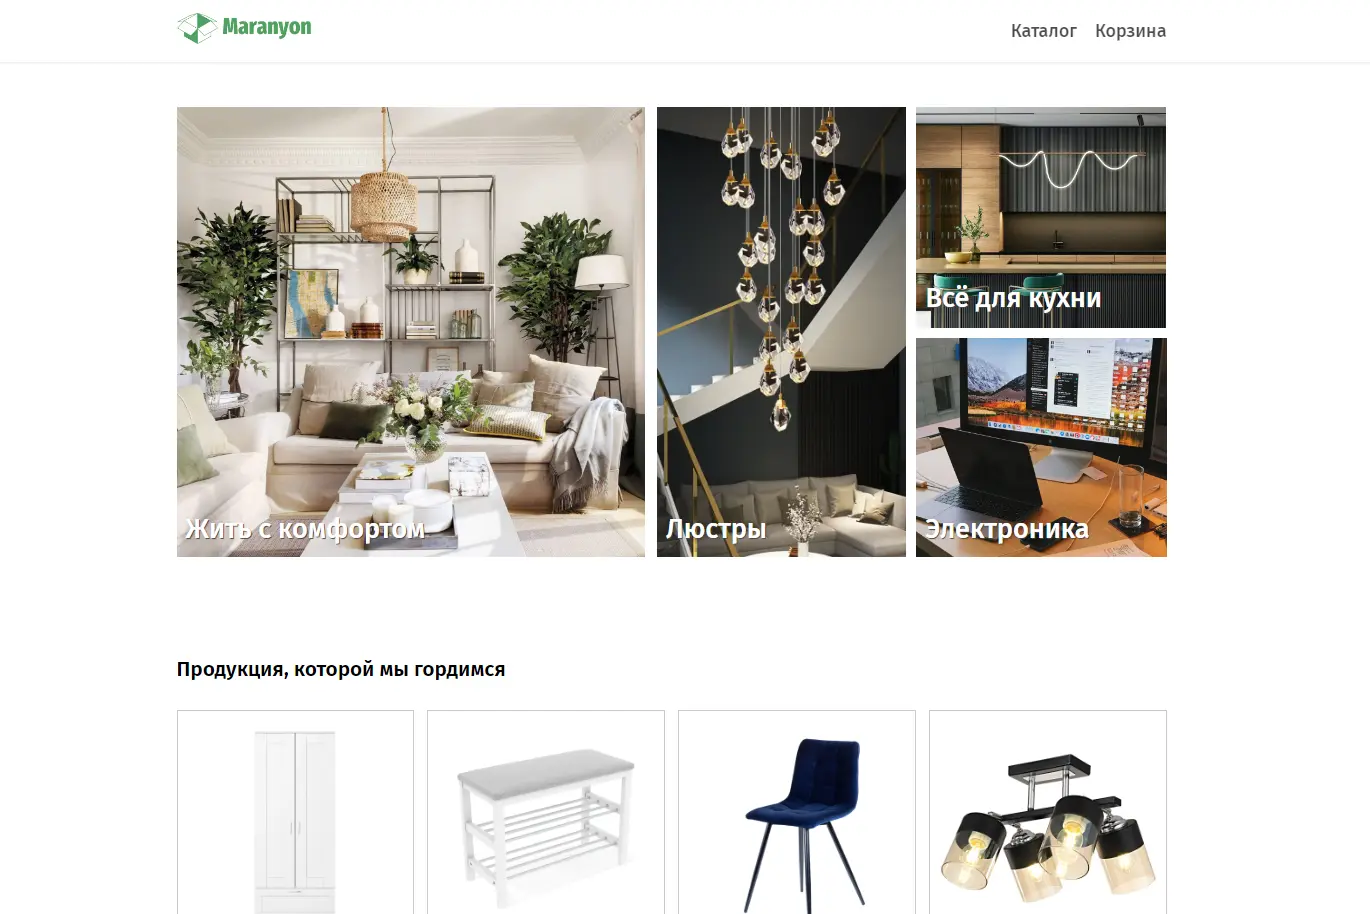 Maranyon
Каталог Корзина
Всё для кухни
Жить с комфортом
Люстры
Электроника
Продукция, которой мы гордимся